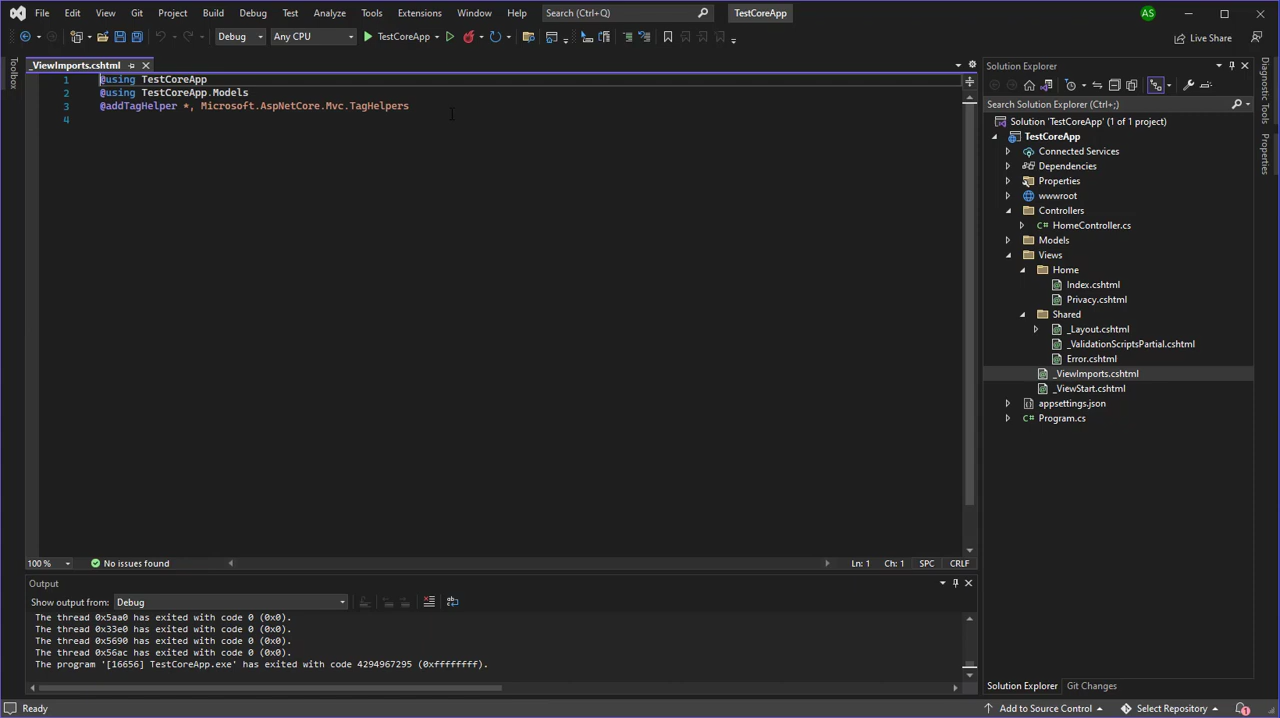 File Edit View Git Project Build Debug Test Analyze Tools Extensions Window Help Search (Ctrl+Q) TestCoreApp AS
Debug Any CPU TestCoreApp Live Share
Toolbox
_ViewImports.cshtml
1 @using TestCoreApp
2 @using TestCoreApp.Models
3 @addTagHelper *, Microsoft.AspNetCore.Mvc.TagHelpers
4
100 % No issues found Ln: 1 Ch: 1 SPC CRLF
Output
Show output from: Debug
The thread 0x5aa0 has exited with code 0 (0x0).
The thread 0x33e0 has exited with code 0 (0x0).
The thread 0x5690 has exited with code 0 (0x0).
The thread 0x56ac has exited with code 0 (0x0).
The program '[16656] TestCoreApp.exe' has exited with code 4294967295 (0xffffffff).
Solution Explorer
Search Solution Explorer (Ctrl+;)
Solution 'TestCoreApp' (1 of 1 project)
TestCoreApp
Connected Services
Dependencies
Properties
wwwroot
Controllers
C# HomeController.cs
Models
Views
Home
Index.cshtml
Privacy.cshtml
Shared
_Layout.cshtml
_ValidationScriptsPartial.cshtml
Error.cshtml
_ViewImports.cshtml
_ViewStart.cshtml
appsettings.json
C# Program.cs
Solution Explorer Git Changes
Diagnostic Tools
Properties
Ready Add to Source Control Select Repository 1